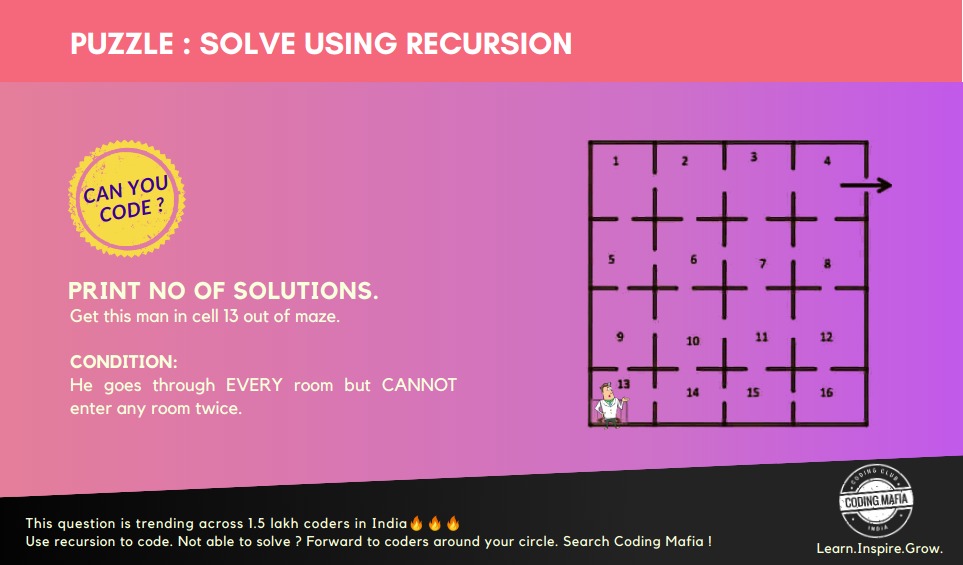 PUZZLE : SOLVE USING RECURSION
CAN YOU
CODE ?
PRINT NO OF SOLUTIONS.
Get this man in cell 13 out of maze.
CONDITION:
He goes through EVERY room but CANNOT
enter any room twice.
1 2 3 4
5 6 7 8
9 10 11 12
13 14 15 16
This question is trending across 1.5 lakh coders in India🔥🔥🔥
Use recursion to code. Not able to solve ? Forward to coders around your circle. Search Coding Mafia !
CODING CLUB
CODING MAFIA
INDIA
Learn.Inspire.Grow.